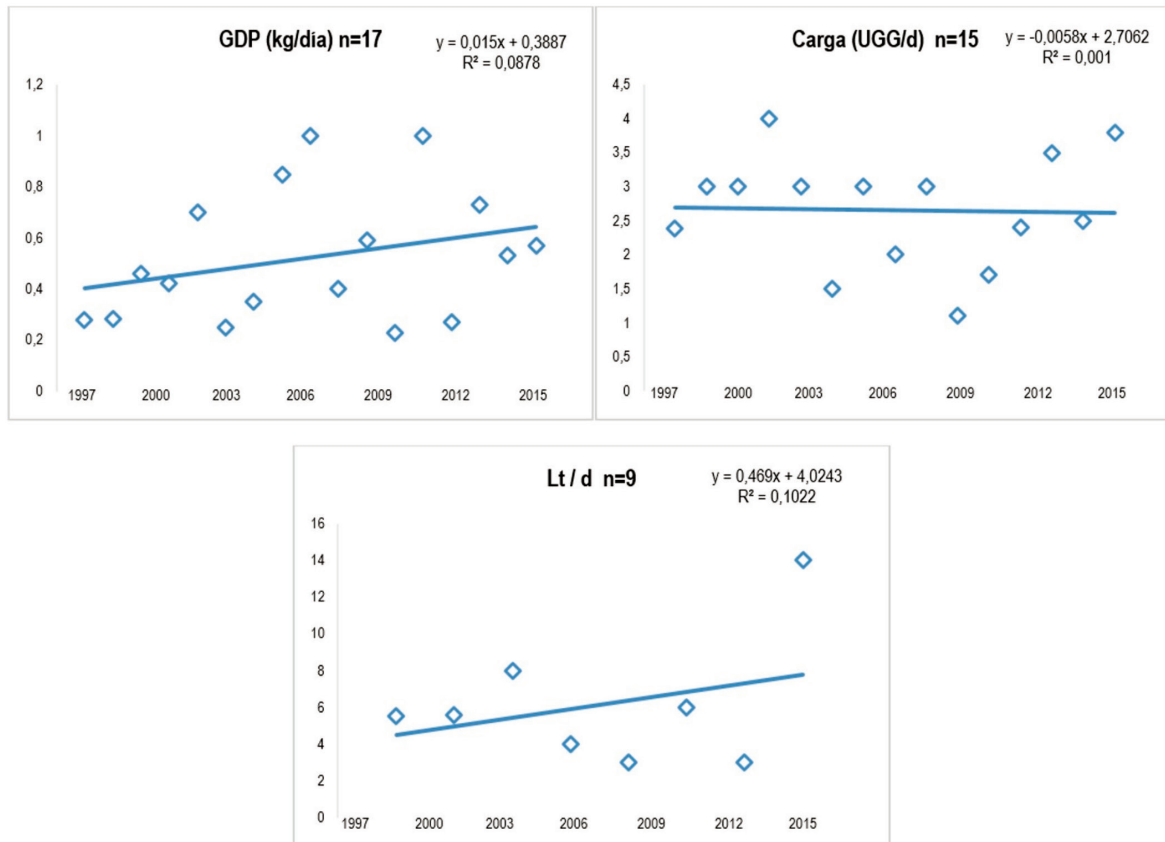 GDP (kg/día) n=17
y = 0,015x + 0,3887
R² = 0,0878
1,2
1
0,8
0,6
0,4
0,2
0
1997 2000 2003 2006 2009 2012 2015
Carga (UGG/d) n=15
y = -0,0058x + 2,7062
R² = 0,001
4,5
4
3,5
3
2,5
2
1,5
1
0,5
0
1997 2000 2003 2006 2009 2012 2015
Lt / d n=9
y = 0,469x + 4,0243
R² = 0,1022
16
14
12
10
8
6
4
2
0
1997 2000 2003 2006 2009 2012 2015